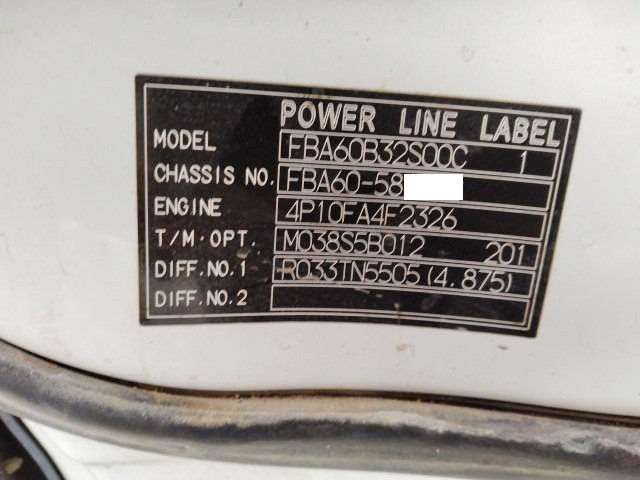 POWER LINE LABEL
MODEL FBA60B32S00C 1
CHASSIS NO. FBA60-58
ENGINE 4P10FA4F2326
T/M·OPT. M038S5B012 201
DIFF.NO.1 R033TN5505(4.875)
DIFF.NO.2